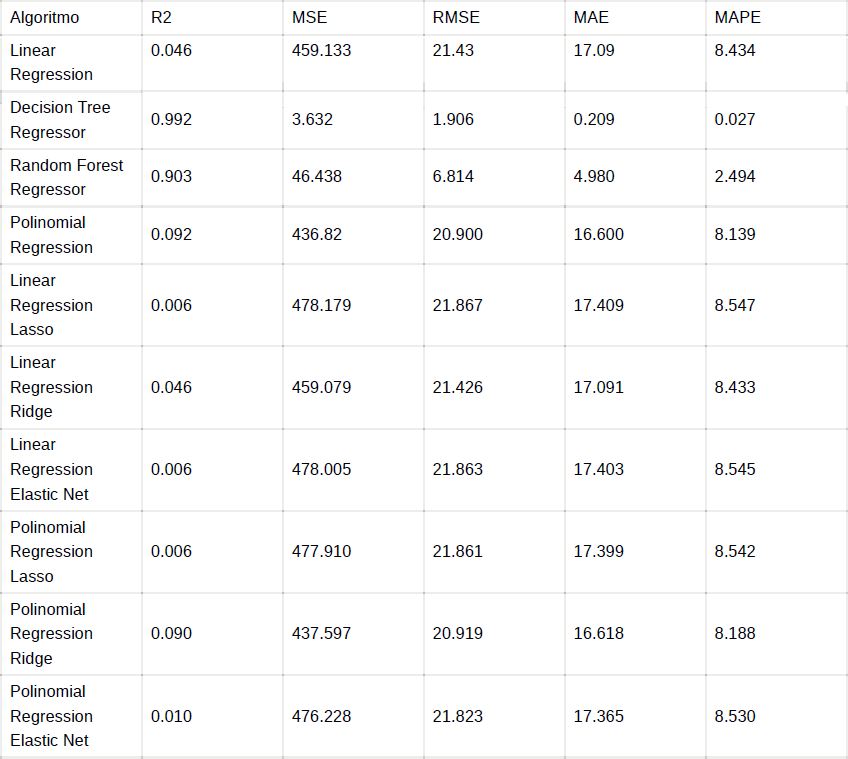 Algoritmo R2 MSE RMSE MAE MAPE
Linear
Regression 0.046 459.133 21.43 17.09 8.434
Decision Tree
Regressor 0.992 3.632 1.906 0.209 0.027
Random Forest
Regressor 0.903 46.438 6.814 4.980 2.494
Polinomial
Regression 0.092 436.82 20.900 16.600 8.139
Linear
Regression 0.006 478.179 21.867 17.409 8.547
Lasso
Linear
Regression 0.046 459.079 21.426 17.091 8.433
Ridge
Linear
Regression 0.006 478.005 21.863 17.403 8.545
Elastic Net
Polinomial
Regression 0.006 477.910 21.861 17.399 8.542
Lasso
Polinomial
Regression 0.090 437.597 20.919 16.618 8.188
Ridge
Polinomial
Regression 0.010 476.228 21.823 17.365 8.530
Elastic Net